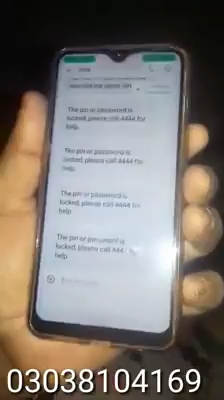 The pin or password is
locked, please call 4444 for
help.
The pin or password is
locked, please call 4444 for
help.
The pin or password is
locked, please call 4444 for
help.
The pin or password is
locked, please call 444
help
03038104169